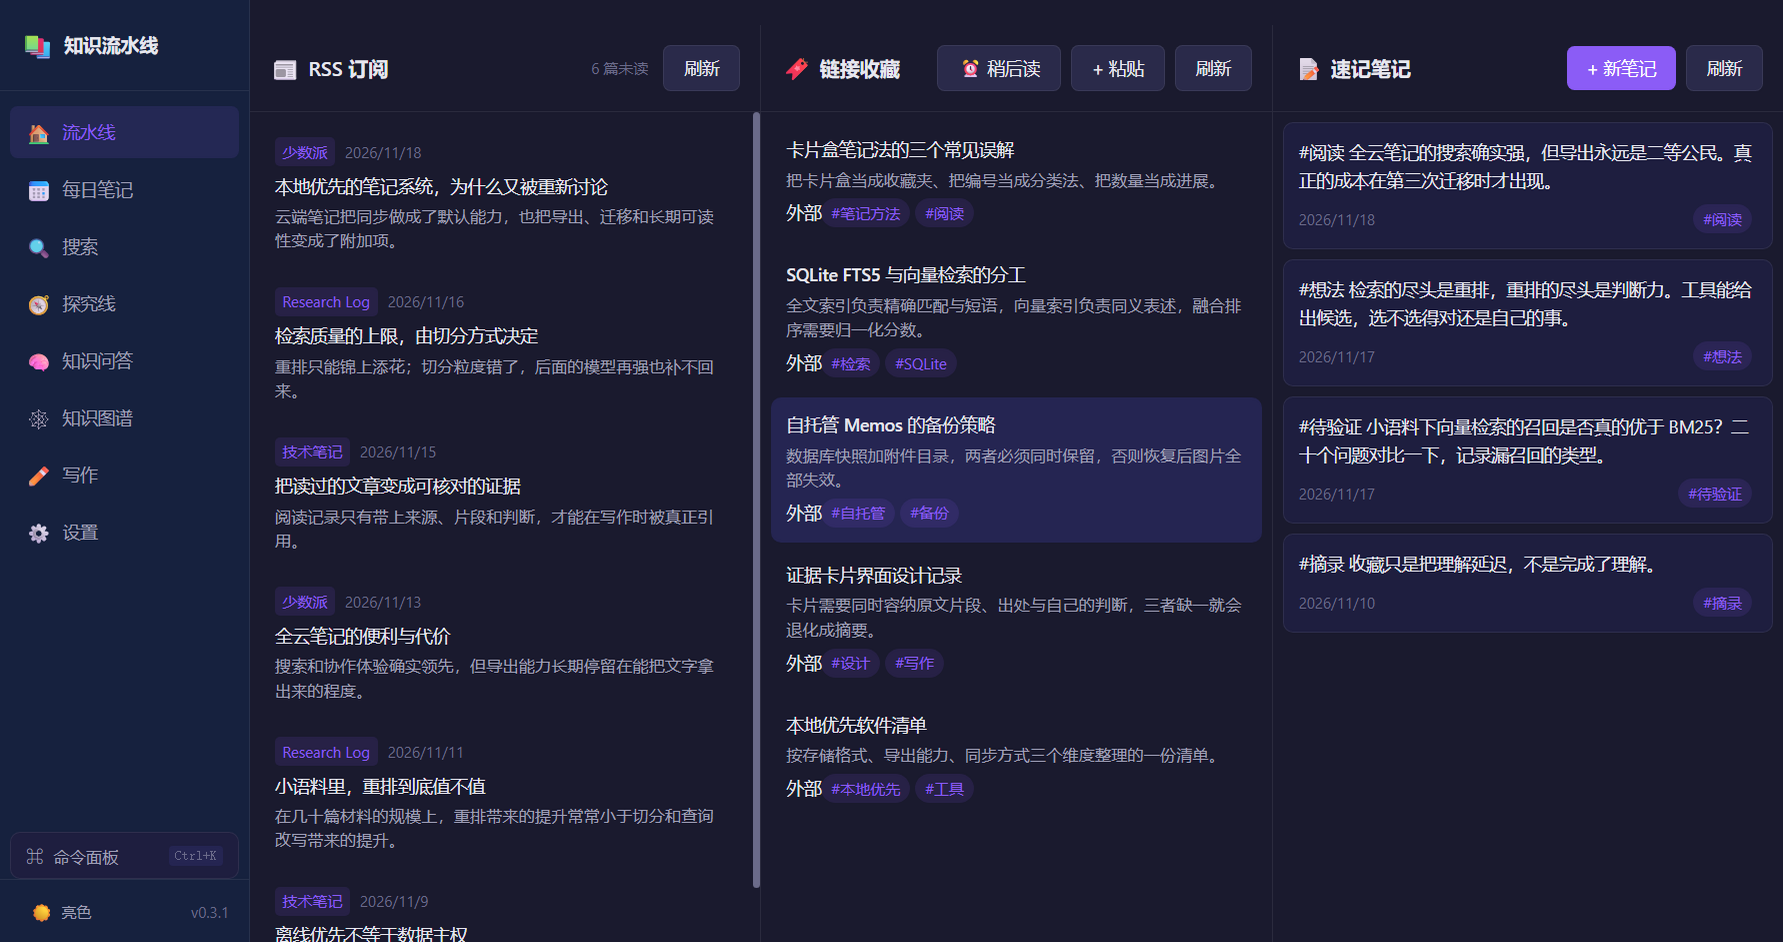 知识流水线
流水线
每日笔记
搜索
探究线
知识问答
知识图谱
写作
设置
命令面板 Ctrl+K
亮色 v0.3.1
RSS 订阅 6 篇未读 刷新
少数派 2026/11/18
本地优先的笔记系统，为什么又被重新讨论
云端笔记把同步做成了默认能力，也把导出、迁移和长期可读
性变成了附加项。
Research Log 2026/11/16
检索质量的上限，由切分方式决定
重排只能锦上添花；切分粒度错了，后面的模型再强也补不回
来。
技术笔记 2026/11/15
把读过的文章变成可核对的证据
阅读记录只有带上来源、片段和判断，才能在写作时被真正引
用。
少数派 2026/11/13
全云笔记的便利与代价
搜索和协作体验确实领先，但导出能力长期停留在能把文字拿
出来的程度。
Research Log 2026/11/11
小语料里，重排到底值不值
在几十篇材料的规模上，重排带来的提升常常小于切分和查询
改写带来的提升。
技术笔记 2026/11/9
离线优先不等于数据主权
链接收藏 稍后读 + 粘贴 刷新
卡片盒笔记法的三个常见误解
把卡片盒当成收藏夹、把编号当成分类法、把数量当成进展。
外部 #笔记方法 #阅读
SQLite FTS5 与向量检索的分工
全文索引负责精确匹配与短语，向量索引负责同义表述，融合排
序需要归一化分数。
外部 #检索 #SQLite
自托管 Memos 的备份策略
数据库快照加附件目录，两者必须同时保留，否则恢复后图片全
部失效。
外部 #自托管 #备份
证据卡片界面设计记录
卡片需要同时容纳原文片段、出处与自己的判断，三者缺一就会
退化成摘要。
外部 #设计 #写作
本地优先软件清单
按存储格式、导出能力、同步方式三个维度整理的一份清单。
外部 #本地优先 #工具
速记笔记 + 新笔记 刷新
#阅读 全云笔记的搜索确实强，但导出永远是二等公民。真
正的成本在第三次迁移时才出现。
2026/11/18 #阅读
#想法 检索的尽头是重排，重排的尽头是判断力。工具能给
出候选，选不选得对还是自己的事。
2026/11/17 #想法
#待验证 小语料下向量检索的召回是否真的优于 BM25？二
十个问题对比一下，记录漏召回的类型。
2026/11/17 #待验证
#摘录 收藏只是把理解延迟，不是完成了理解。
2026/11/10 #摘录